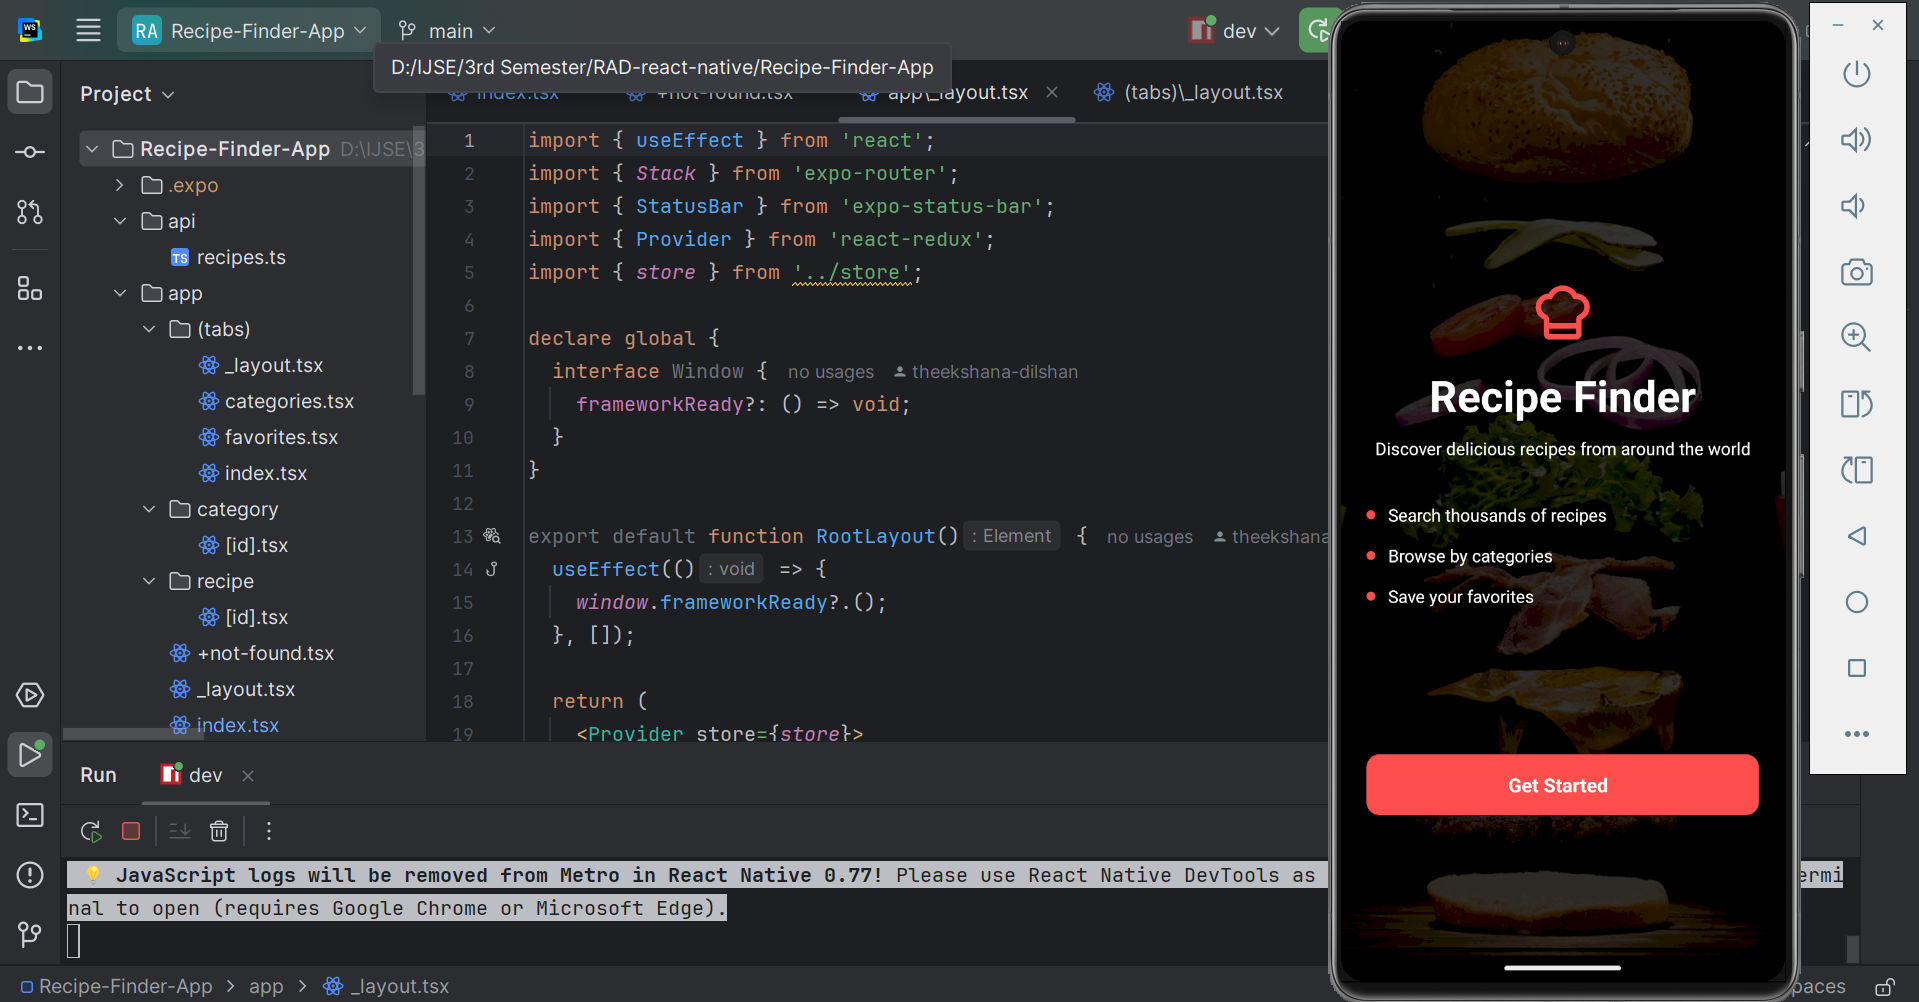 WS
RA Recipe-Finder-App
main
dev
D:/IJSE/3rd Semester/RAD-react-native/Recipe-Finder-App
Project
index.tsx
+not-found.tsx
app\_layout.tsx
(tabs)\_layout.tsx
Recipe-Finder-App D:\IJSE\3
.expo
api
TS recipes.ts
app
(tabs)
_layout.tsx
categories.tsx
favorites.tsx
index.tsx
category
[id].tsx
recipe
[id].tsx
+not-found.tsx
_layout.tsx
index.tsx
1 import { useEffect } from 'react';
2 import { Stack } from 'expo-router';
3 import { StatusBar } from 'expo-status-bar';
4 import { Provider } from 'react-redux';
5 import { store } from '../store';
6
7 declare global {
8 interface Window { no usages theekshana-dilshan
9 frameworkReady?: () => void;
10 }
11 }
12
13 export default function RootLayout() : Element { no usages theekshana
14 useEffect(() : void => {
15 window.frameworkReady?.();
16 }, []);
17
18 return (
19 <Provider store={store}>
Recipe Finder
Discover delicious recipes from around the world
Search thousands of recipes
Browse by categories
Save your favorites
Get Started
Run
dev
JavaScript logs will be removed from Metro in React Native 0.77! Please use React Native DevTools as ermi
nal to open (requires Google Chrome or Microsoft Edge).
Recipe-Finder-App > app > _layout.tsx
paces